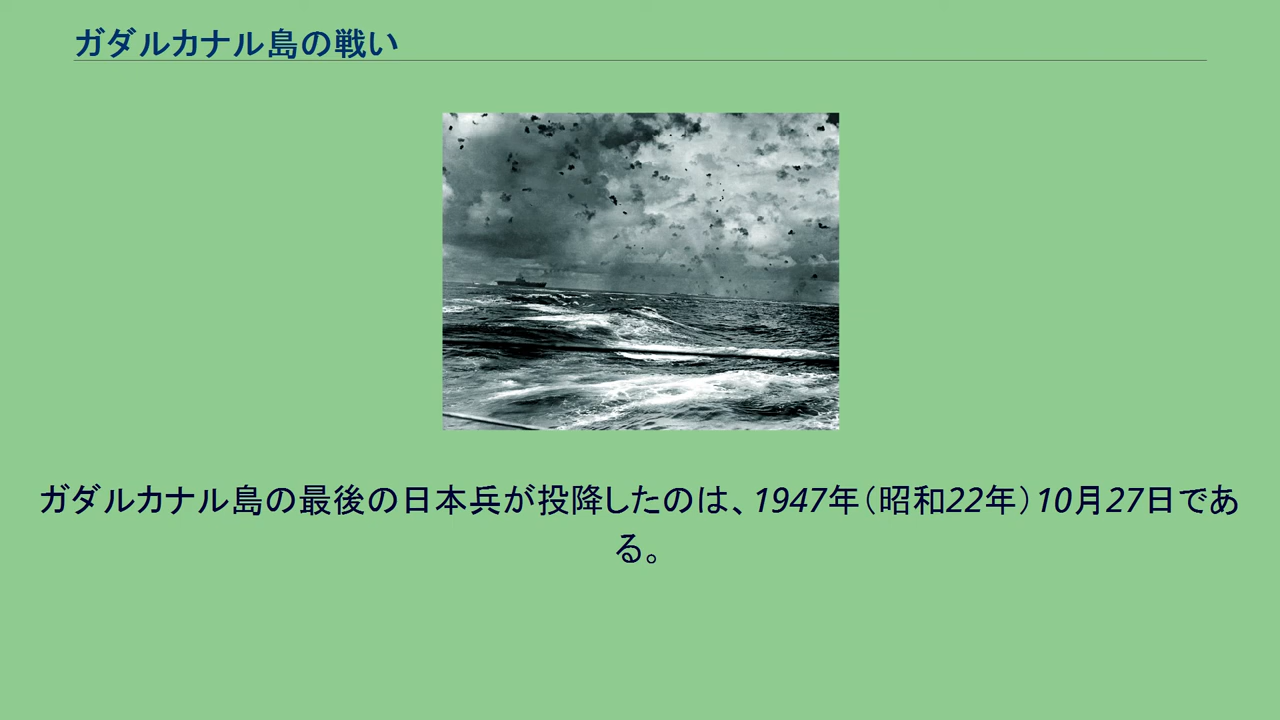 ガダルカナル島の戦い
ガダルカナル島の最後の日本兵が投降したのは、1947年（昭和22年）10月27日であ
る。